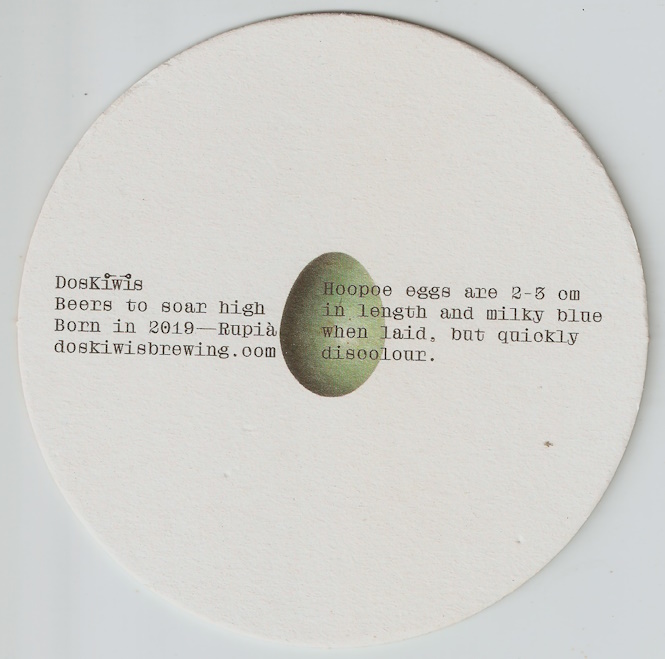 DosKiwis
Beers to soar high
Born in 2019—Rupià
doskiwisbrewing.com
Hoopoe eggs are 2-3 cm
in length and milky blue
when laid, but quickly
discolour.